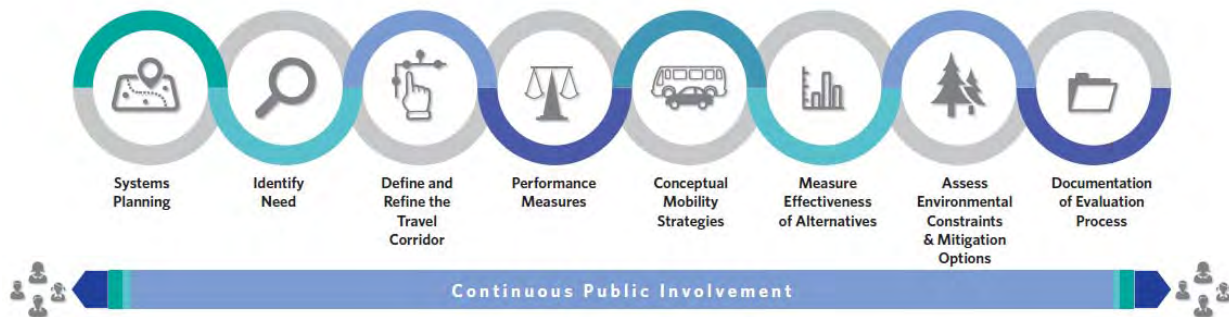 Systems
Planning
Identify
Need
Define and
Refine the
Travel
Corridor
Performance
Measures
Conceptual
Mobility
Strategies
Measure
Effectiveness
of Alternatives
Assess
Environmental
Constraints
& Mitigation
Options
Documentation
of Evaluation
Process
Continuous Public Involvement